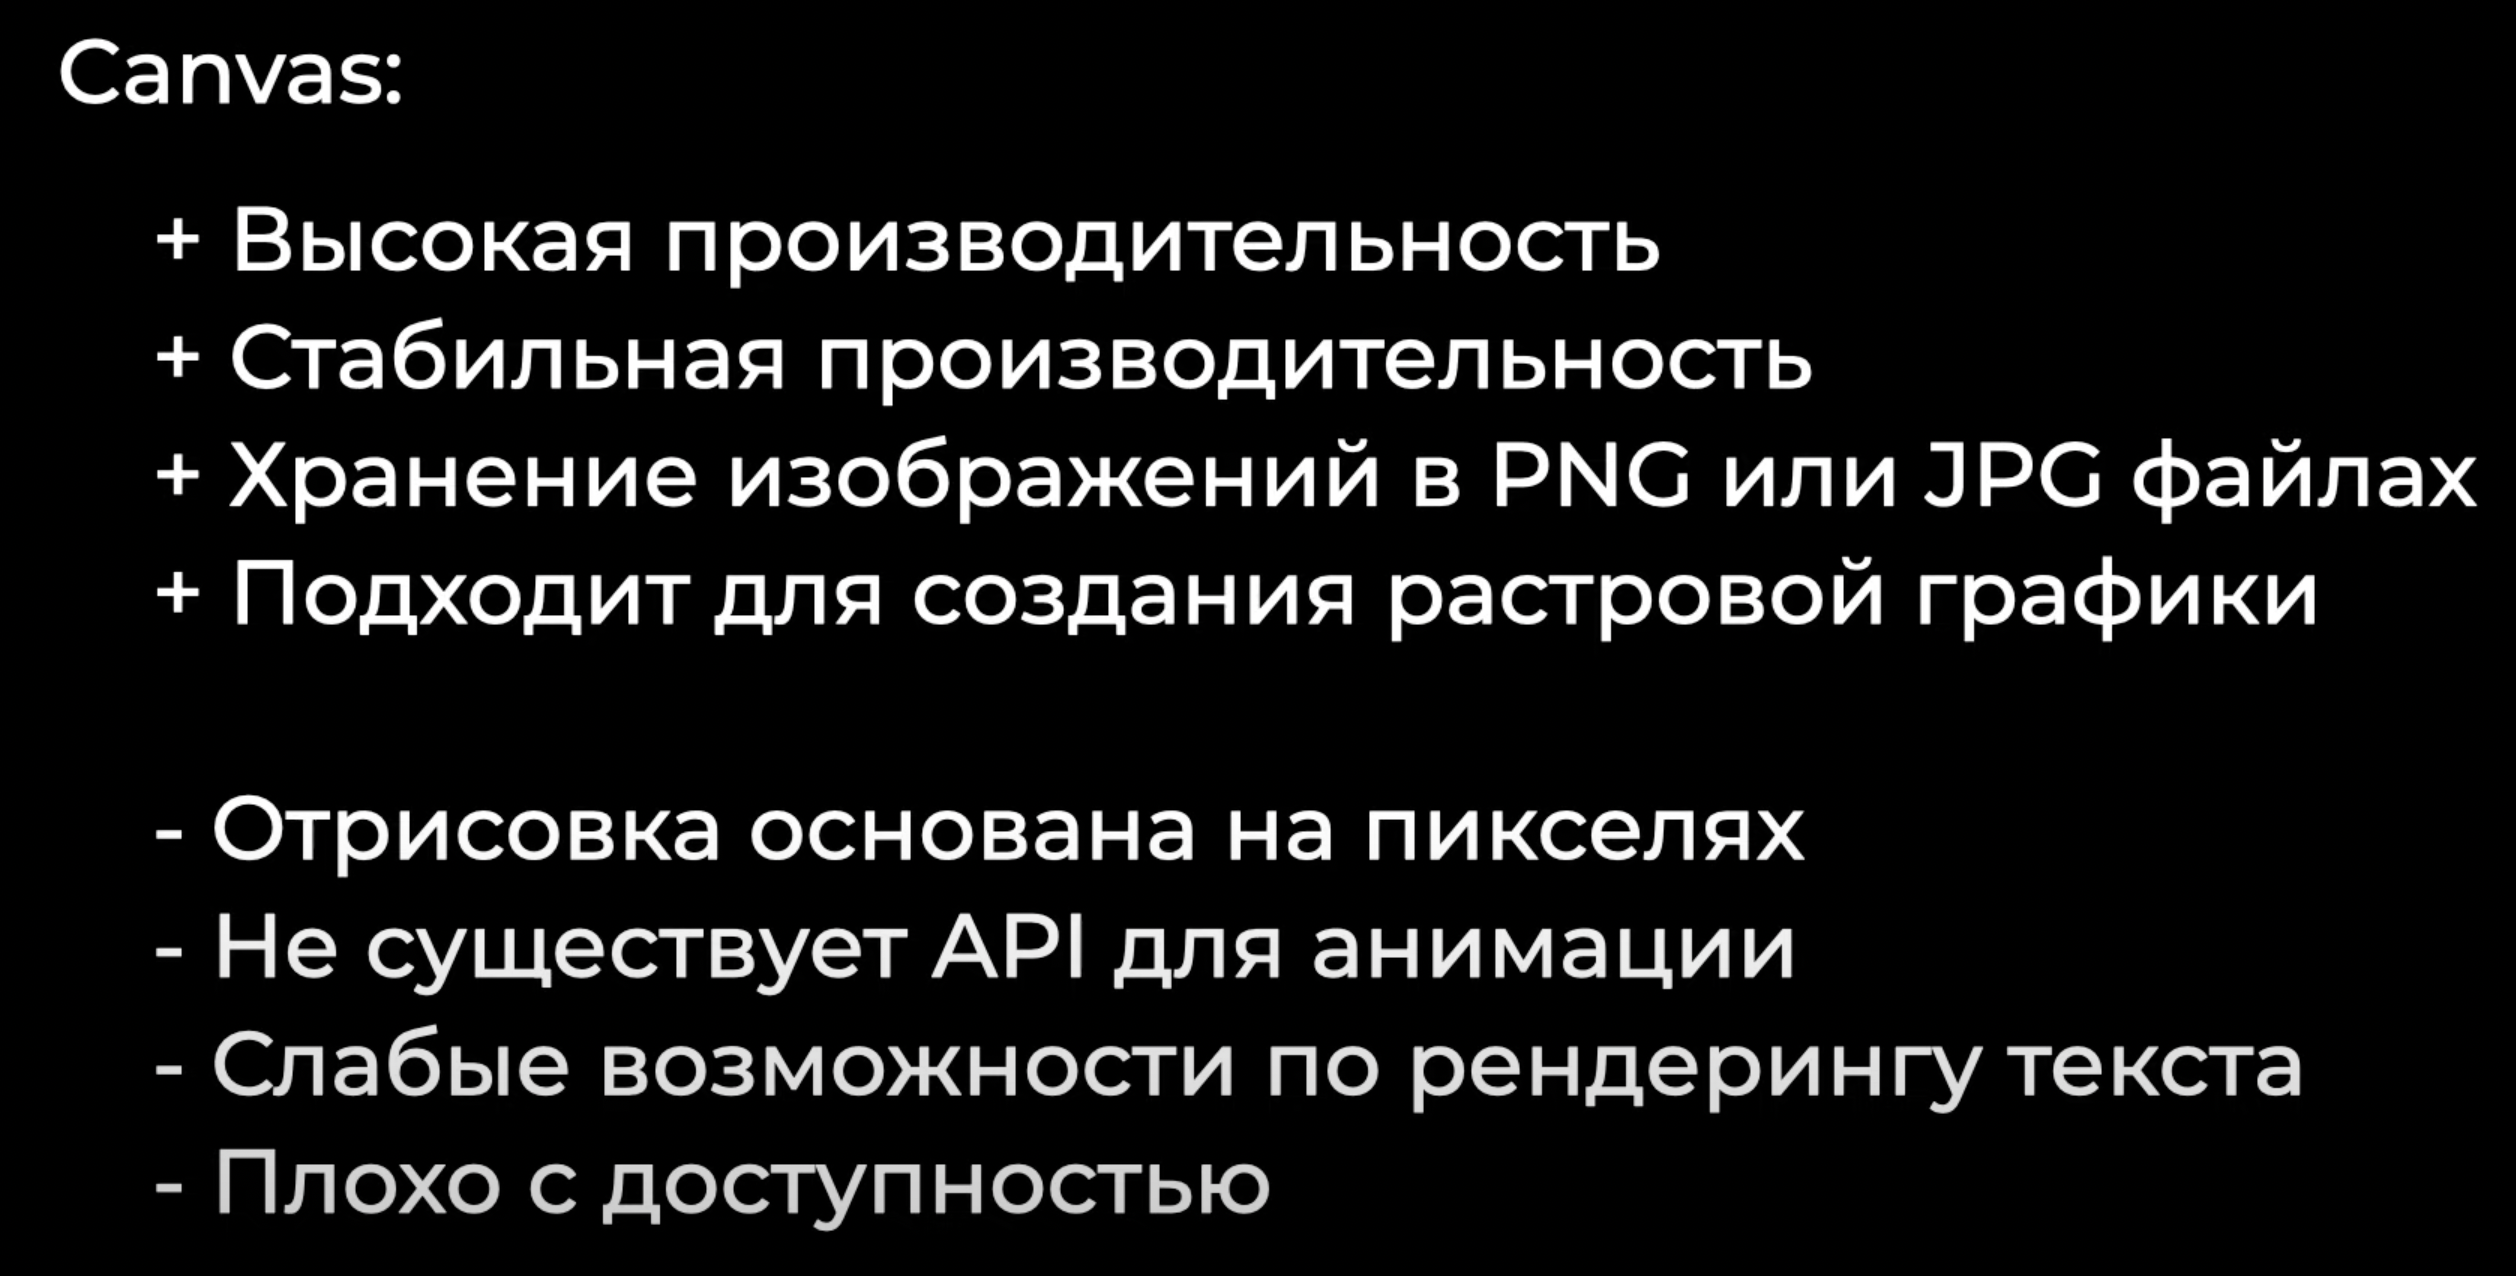 Canvas:
+ Высокая производительность
+ Стабильная производительность
+ Хранение изображений в PNG или JPG файлах
+ Подходит для создания растровой графики
- Отрисовка основана на пикселях
- Не существует API для анимации
- Слабые возможности по рендерингу текста
- Плохо с доступностью